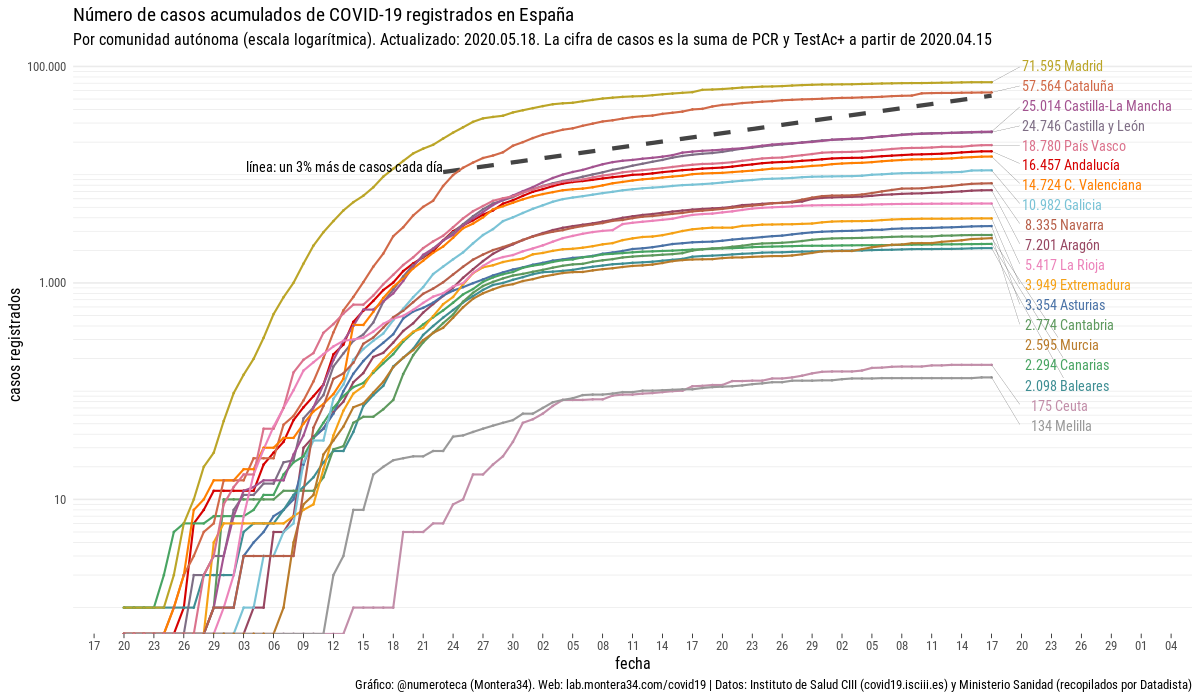 Número de casos acumulados de COVID-19 registrados en España
Por comunidad autónoma (escala logarítmica). Actualizado: 2020.05.18. La cifra de casos es la suma de PCR y TestAc+ a partir de 2020.04.15
100.000
1.000
10
casos registrados
línea: un 3% más de casos cada día
71.595 Madrid
57.564 Cataluña
25.014 Castilla-La Mancha
24.746 Castilla y León
18.780 País Vasco
16.457 Andalucía
14.724 C. Valenciana
10.982 Galicia
8.335 Navarra
7.201 Aragón
5.417 La Rioja
3.949 Extremadura
3.354 Asturias
2.774 Cantabria
2.595 Murcia
2.294 Canarias
2.098 Baleares
175 Ceuta
134 Melilla
17 20 23 26 29 03 06 09 12 15 18 21 24 27 30 02 05 08 11 14 17 20 23 26 29 02 05 08 11 14 17 20 23 26 29 01 04
fecha
Gráfico: @numeroteca (Montera34). Web: lab.montera34.com/covid19 | Datos: Instituto de Salud CIII (covid19.isciii.es) y Ministerio Sanidad (recopilados por Datadista)